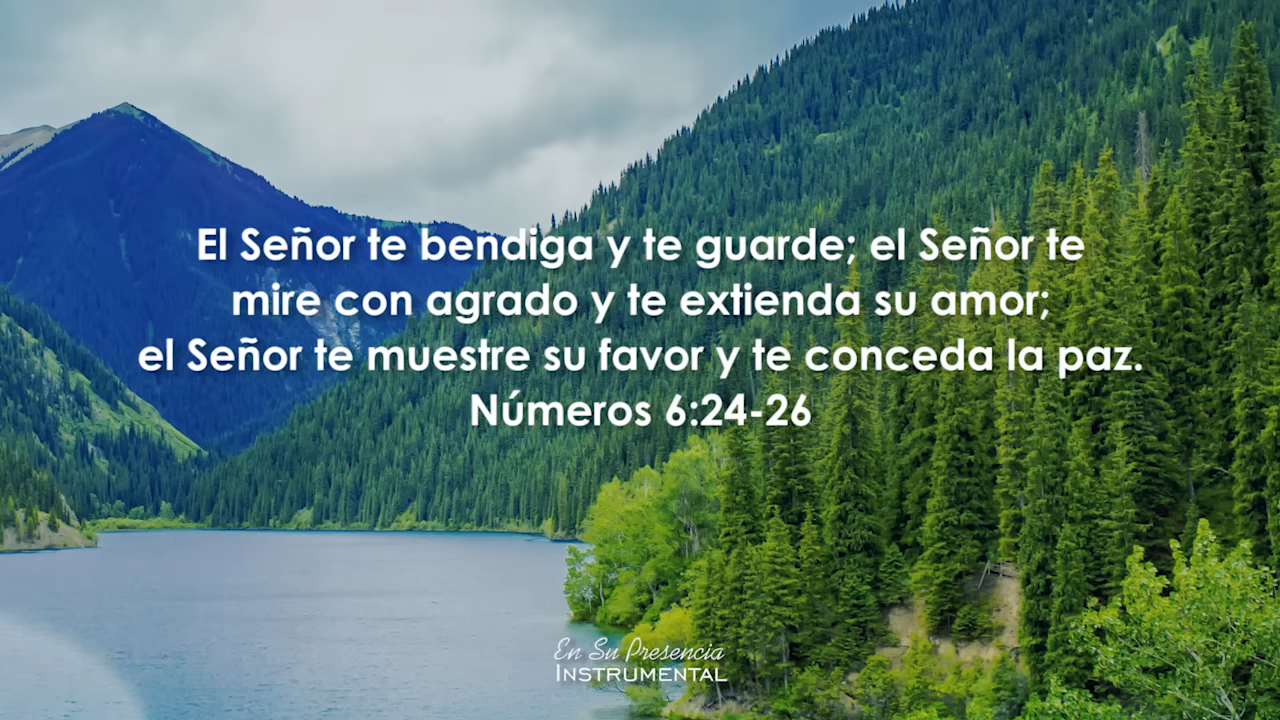 El Señor te bendiga y te guarde; el Señor te
mire con agrado y te extienda su amor;
el Señor te muestre su favor y te conceda la paz.
Números 6:24-26
En Su Presencia
INSTRUMENTAL